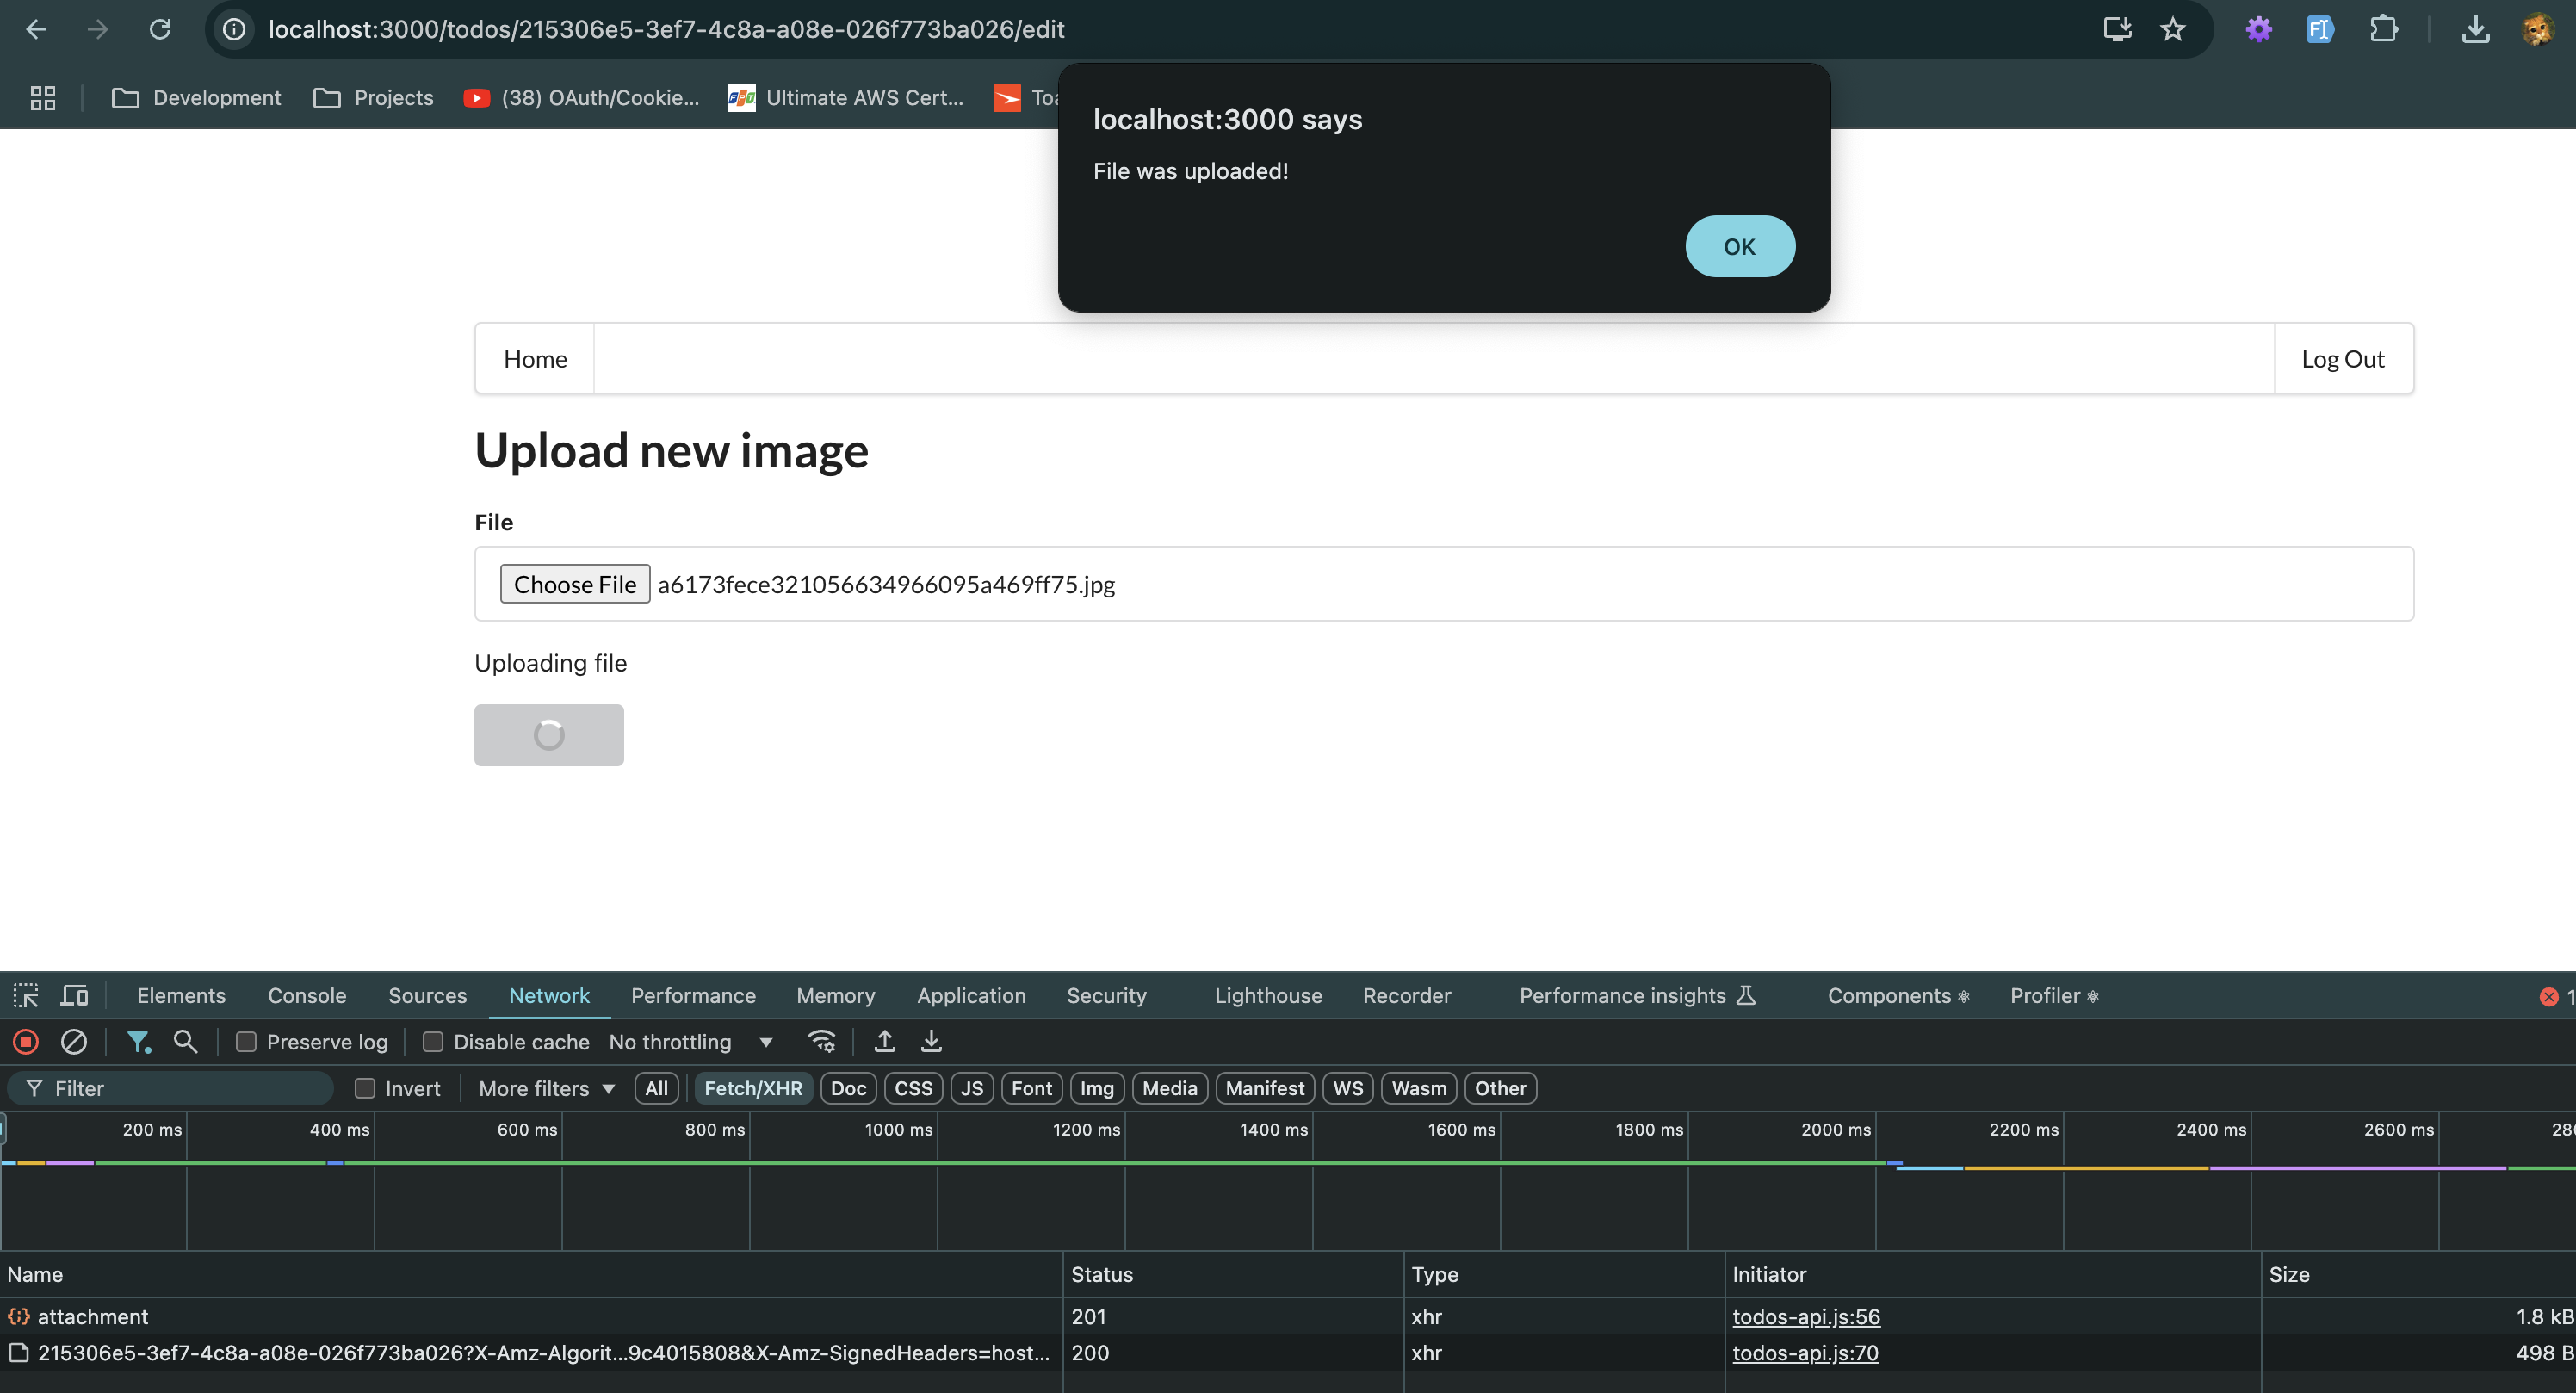 localhost:3000/todos/215306e5-3ef7-4c8a-a08e-026f773ba026/edit
Development Projects (38) OAuth/Cookie... Ultimate AWS Cert... Toa
localhost:3000 says
File was uploaded!
OK
Home Log Out
Upload new image
File
Choose File a6173fece321056634966095a469ff75.jpg
Uploading file
Elements Console Sources Network Performance Memory Application Security Lighthouse Recorder Performance insights Components Profiler 1
Preserve log Disable cache No throttling
Filter Invert More filters All Fetch/XHR Doc CSS JS Font Img Media Manifest WS Wasm Other
200 ms 400 ms 600 ms 800 ms 1000 ms 1200 ms 1400 ms 1600 ms 1800 ms 2000 ms 2200 ms 2400 ms 2600 ms
Name Status Type Initiator Size
attachment 201 xhr todos-api.js:56 1.8 kB
215306e5-3ef7-4c8a-a08e-026f773ba026?X-Amz-Algorit...9c4015808&X-Amz-SignedHeaders=host... 200 xhr todos-api.js:70 498 B